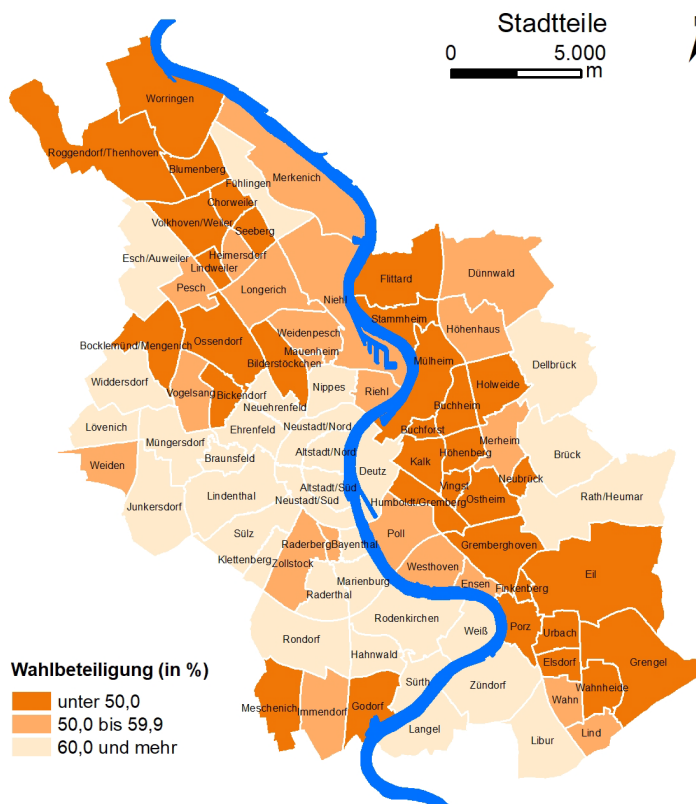 Stadtteile
0 5.000
m
Worringen
Roggendorf/Thenhoven
Blumenberg
Fühlingen
Merkenich
Chorweiler
Volkhoven/Weiler
Seeberg
Heimersdorf
Esch/Auweiler
Lindweiler
Pesch
Longerich
Niehl
Flittard
Dünnwald
Stammheim
Höhenhaus
Weidenpesch
Mauenheim
Bocklemünd/Mengenich
Ossendorf
Bilderstöckchen
Mülheim
Dellbrück
Widdersdorf
Vogelsang
Bickendorf
Nippes
Riehl
Holweide
Neuehrenfeld
Buchheim
Lövenich
Ehrenfeld
Neustadt/Nord
Buchforst
Müngersdorf
Merheim
Altstadt/Nord
Höhenberg
Brück
Braunsfeld
Weiden
Deutz
Kalk
Neubrück
Vingst
Altstadt/Süd
Lindenthal
Neustadt/Süd
Humboldt/Gremberg
Ostheim
Rath/Heumar
Junkersdorf
Sülz
Poll
Raderberg
Bayenthal
Gremberghoven
Klettenberg
Zollstock
Westhoven
Eil
Marienburg
Ensen
Finkenberg
Raderthal
Rodenkirchen
Porz
Weiß
Urbach
Rondorf
Grengel
Hahnwald
Elsdorf
Sürth
Zündorf
Wahnheide
Wahn
Meschenich
Immendorf
Godorf
Langel
Lind
Libur
Wahlbeteiligung (in %)
unter 50,0
50,0 bis 59,9
60,0 und mehr